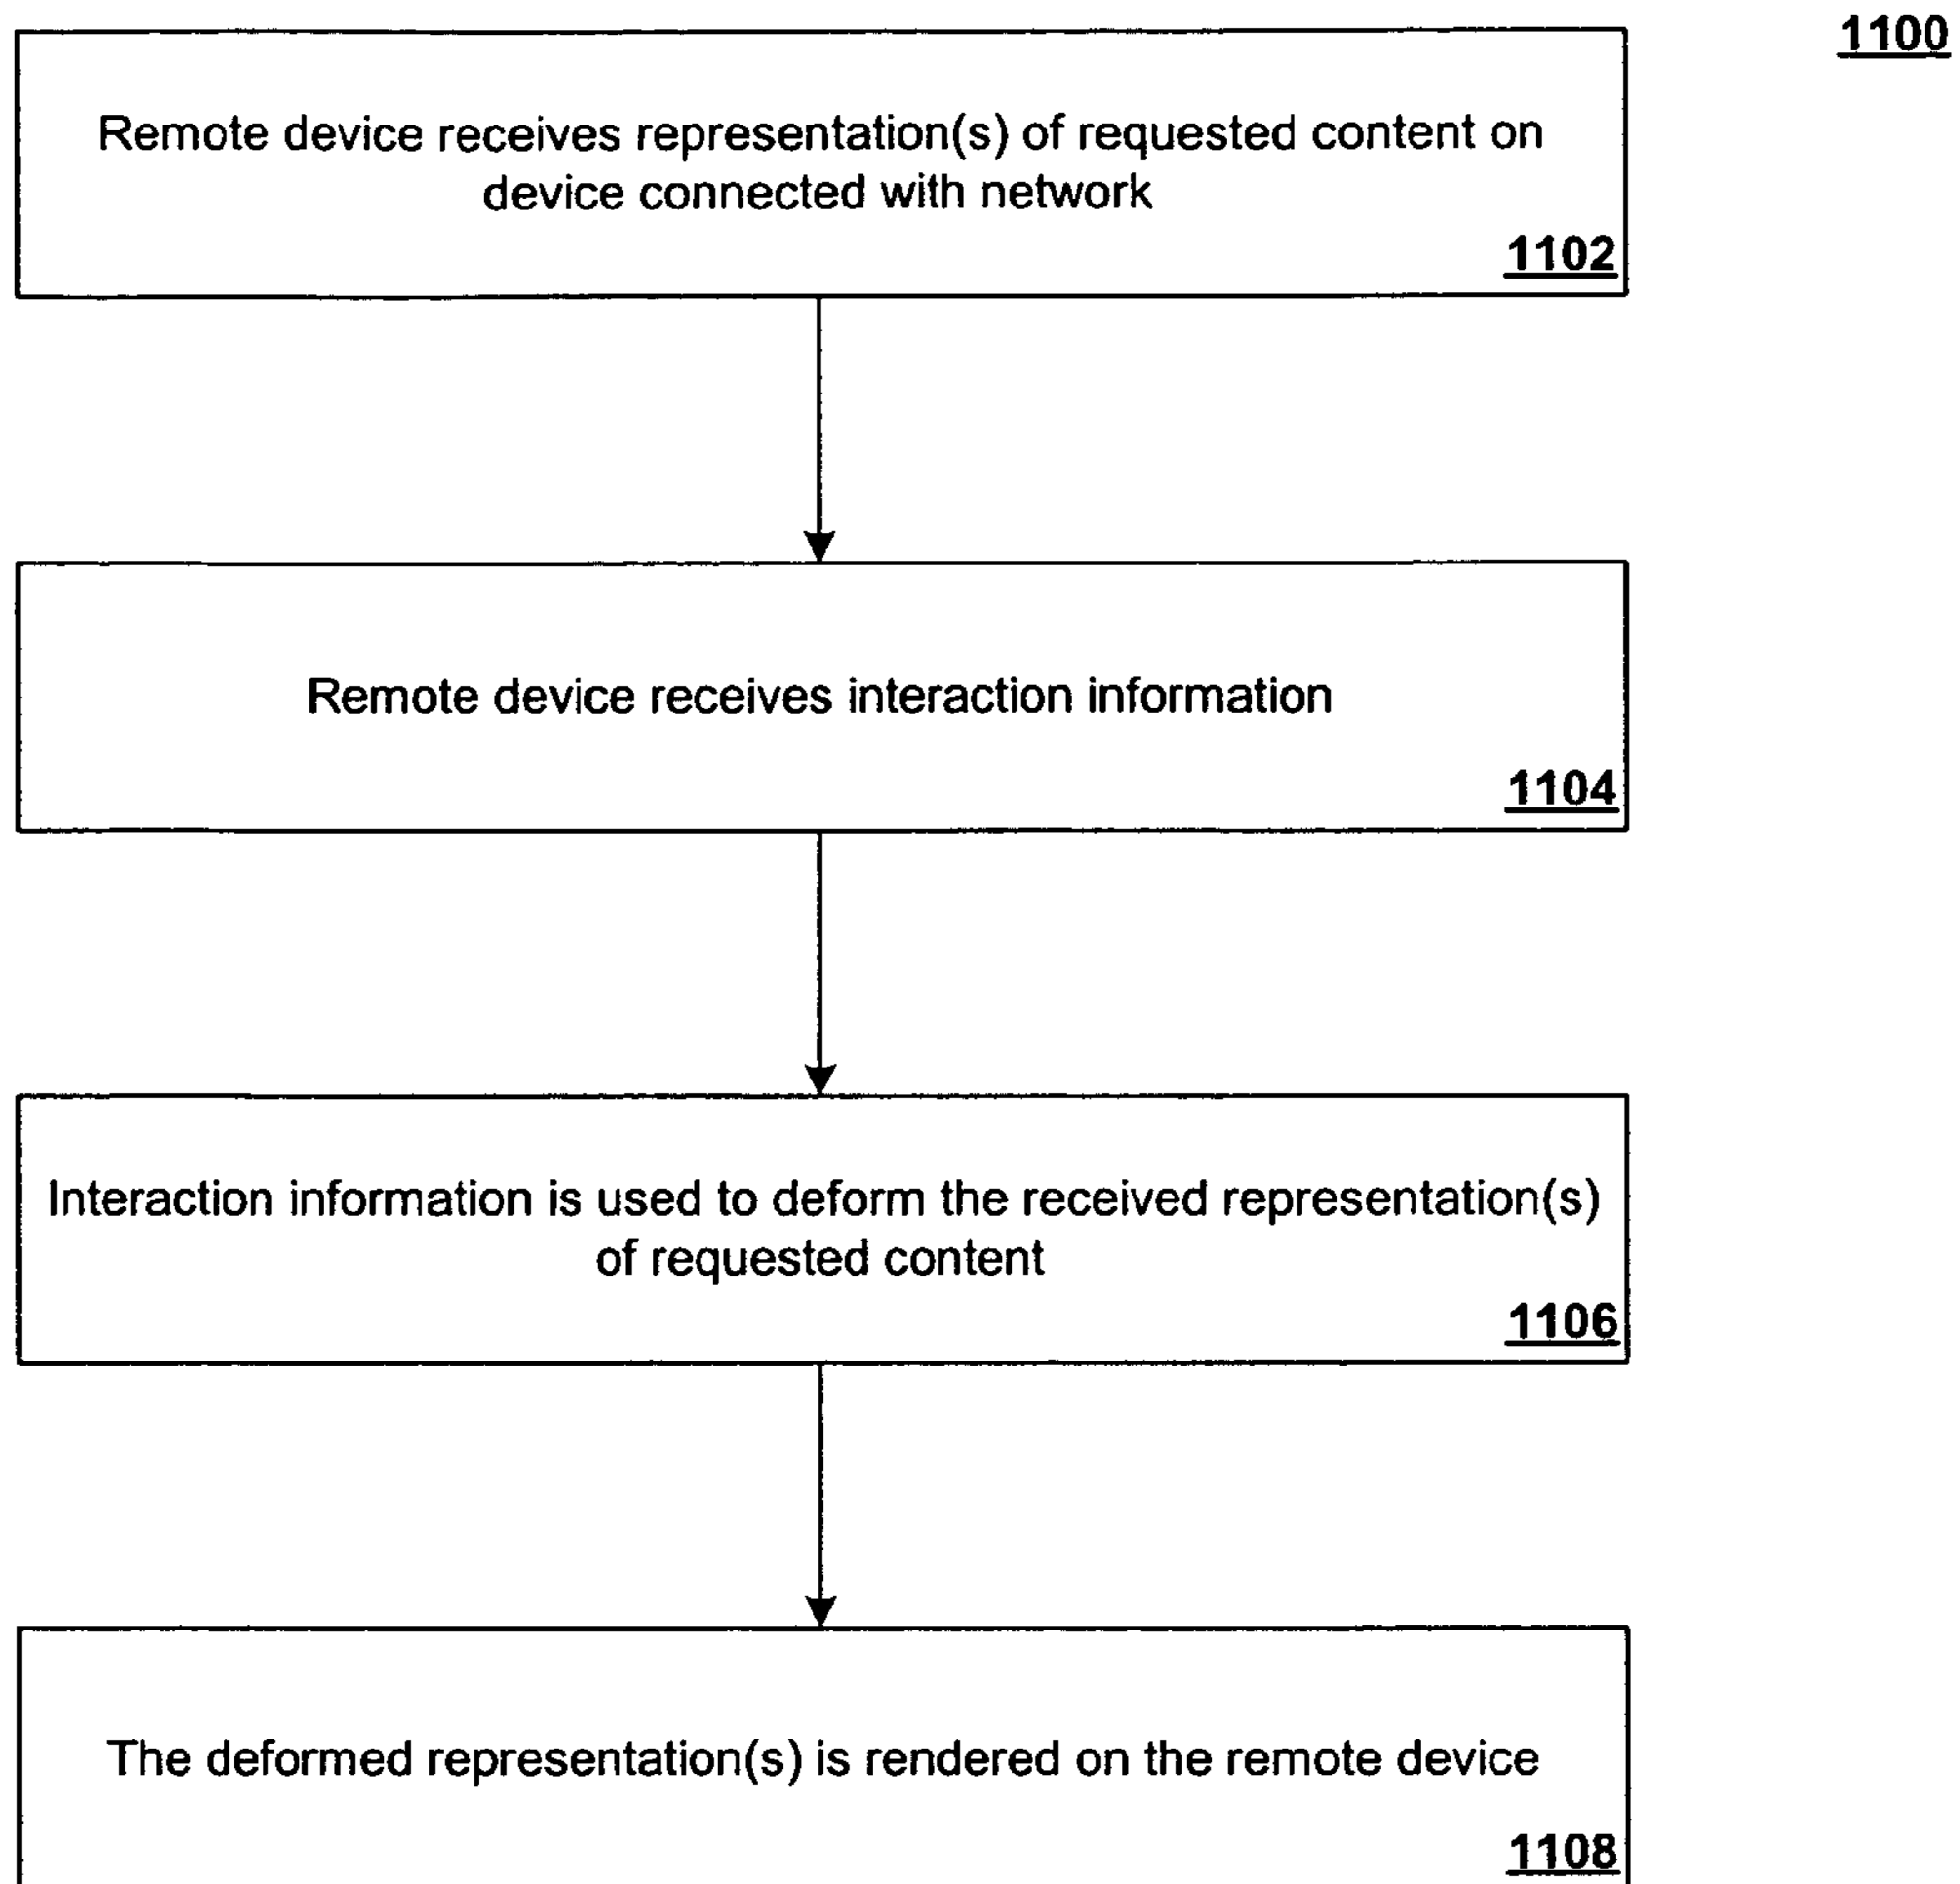 1100
Remote device receives representation(s) of requested content on
device connected with network
1102
Remote device receives interaction information
1104
Interaction information is used to deform the received representation(s)
of requested content
1106
The deformed representation(s) is rendered on the remote device
1108